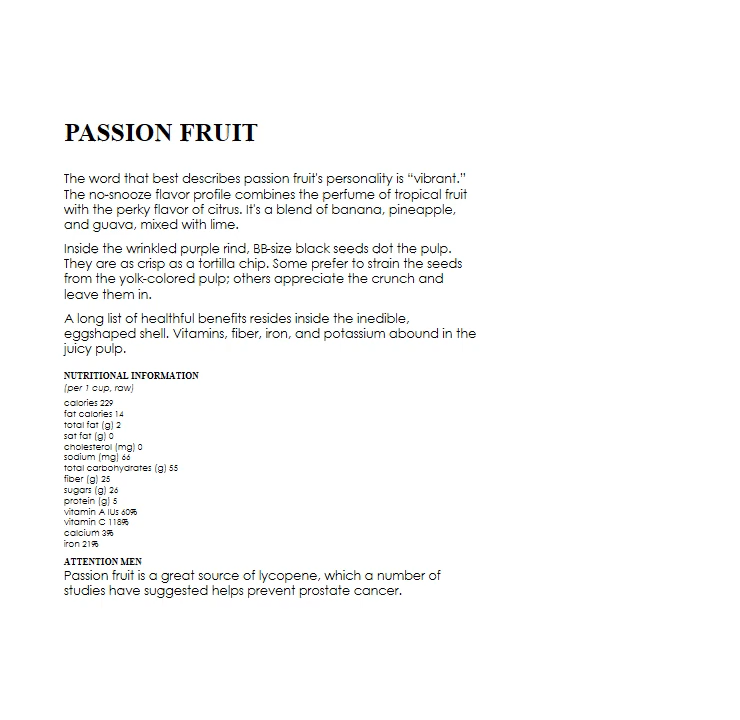 PASSION FRUIT
The word that best describes passion fruit's personality is “vibrant.”
The no-snooze flavor profile combines the perfume of tropical fruit
with the perky flavor of citrus. It's a blend of banana, pineapple,
and guava, mixed with lime.
Inside the wrinkled purple rind, BB-size black seeds dot the pulp.
They are as crisp as a tortilla chip. Some prefer to strain the seeds
from the yolk-colored pulp; others appreciate the crunch and
leave them in.
A long list of healthful benefits resides inside the inedible,
eggshaped shell. Vitamins, fiber, iron, and potassium abound in the
juicy pulp.
NUTRITIONAL INFORMATION
(per 1 cup, raw)
calories 229
fat calories 14
total fat (g) 2
sat fat (g) 0
cholesterol (mg) 0
sodium (mg) 66
total carbohydrates (g) 55
fiber (g) 25
sugars (g) 26
protein (g) 5
vitamin A IUs 60%
vitamin C 118%
calcium 3%
iron 21%
ATTENTION MEN
Passion fruit is a great source of lycopene, which a number of
studies have suggested helps prevent prostate cancer.